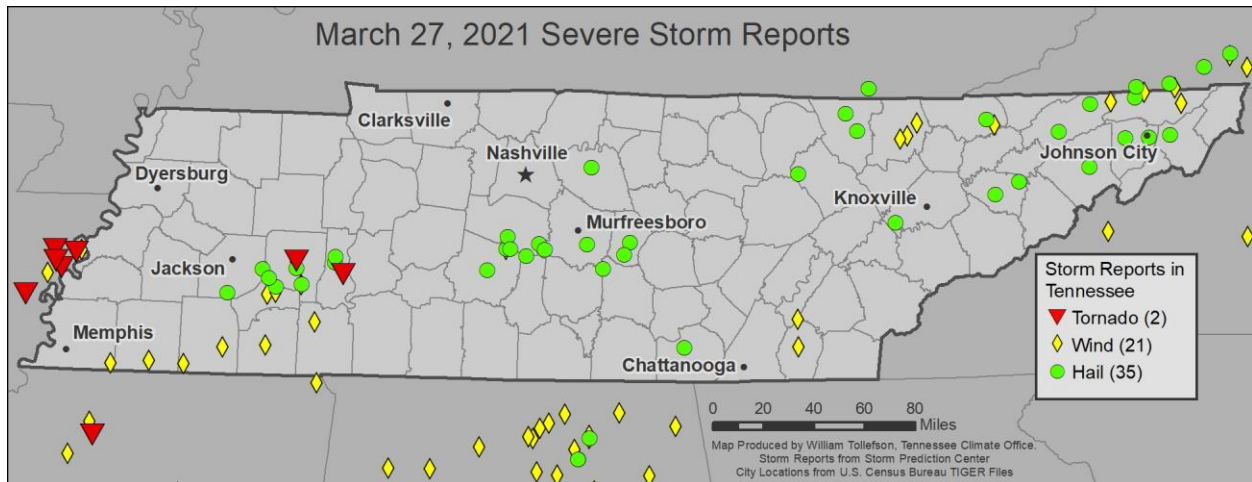 March 27, 2021 Severe Storm Reports
Clarksville
Nashville
Dyersburg
Johnson City
Knoxville
Murfreesboro
Jackson
Memphis
Chattanooga
Storm Reports in
Tennessee
Tornado (2)
Wind (21)
Hail (35)
0 20 40 60 80
Miles
Map Produced by William Tollefson, Tennessee Climate Office.
Storm Reports from Storm Prediction Center
City Locations from U.S. Census Bureau TIGER Files